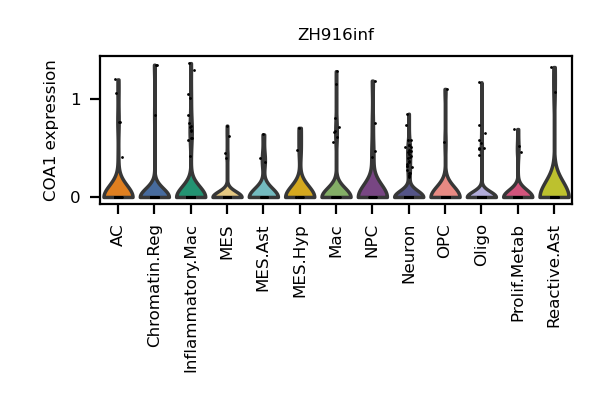 ZH916inf
COA1 expression
1
0
AC
Chromatin.Reg
Inflammatory.Mac
MES
MES.Ast
MES.Hyp
Mac
NPC
Neuron
OPC
Oligo
Prolif.Metab
Reactive.Ast